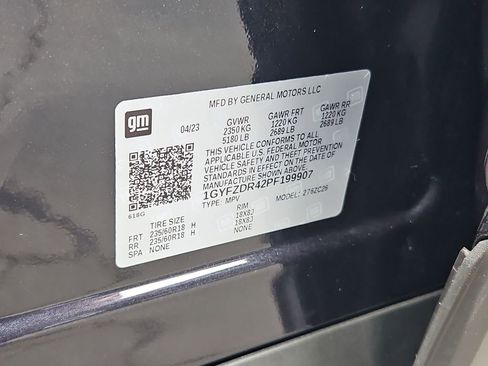 MFD BY GENERAL MOTORS LLC
gm
04/23
GVWR GAWR FRT GAWR RR
2350 KG 1220 KG 1220 KG
5180 LB 2689 LB 2689 LB
THIS VEHICLE CONFORMS TO ALL
APPLICABLE U.S. FEDERAL MOTOR
VEHICLE SAFETY AND THEFT PREVENTION
STANDARDS IN EFFECT ON THE DATE OF
MANUFACTURE SHOWN ABOVE.
1GYFZDR42PF199907
TYPE: MPV MODEL: 276ZC26
618G
TIRE SIZE RIM
FRT 235/60R18 H 18X8J
RR 235/60R18 H 18X8J
SPA NONE NONE